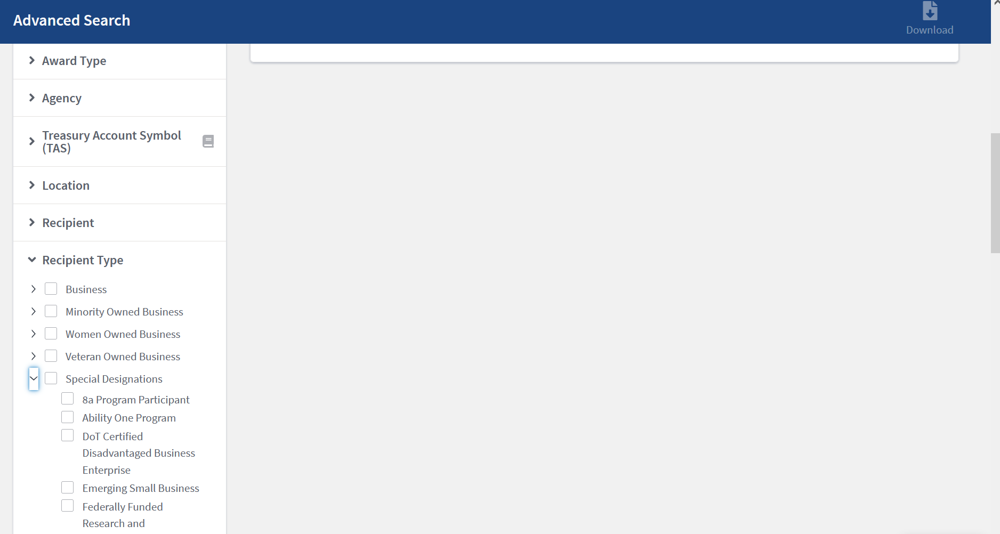 Advanced Search
Download
Award Type
Agency
Treasury Account Symbol
(TAS)
Location
Recipient
Recipient Type
Business
Minority Owned Business
Women Owned Business
Veteran Owned Business
Special Designations
8a Program Participant
Ability One Program
DoT Certified
Disadvantaged Business
Enterprise
Emerging Small Business
Federally Funded
Research and